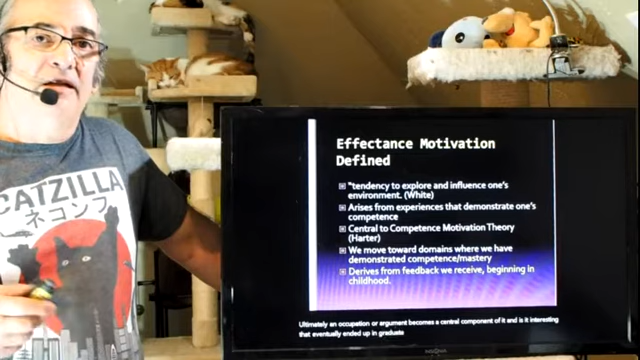 CATZILLA
ネコンフ
Effectance Motivation
Defined
"tendency to explore and influence one's
environment. (White)
Arises from experiences that demonstrate one's
competence
Central to Competence Motivation Theory
(Harter)
We move toward domains where we have
demonstrated competence/mastery
Derives from feedback we receive, beginning in
childhood.
Ultimately an occupation or argument becomes a central component of it and is it interesting
that eventually ended up in graduate
INSIGNIA